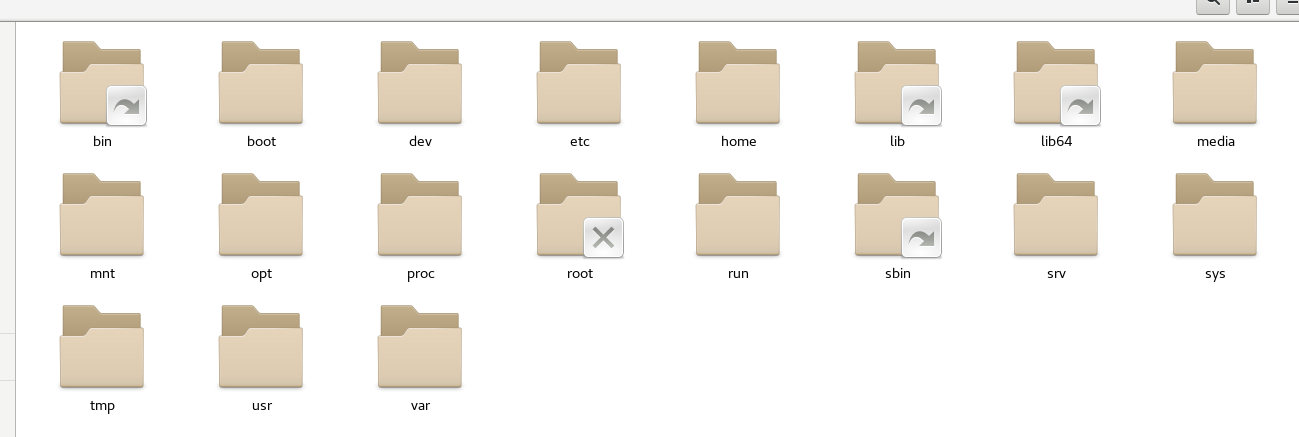 bin boot dev etc home lib lib64 media
mnt opt proc root run sbin srv sys
tmp usr var